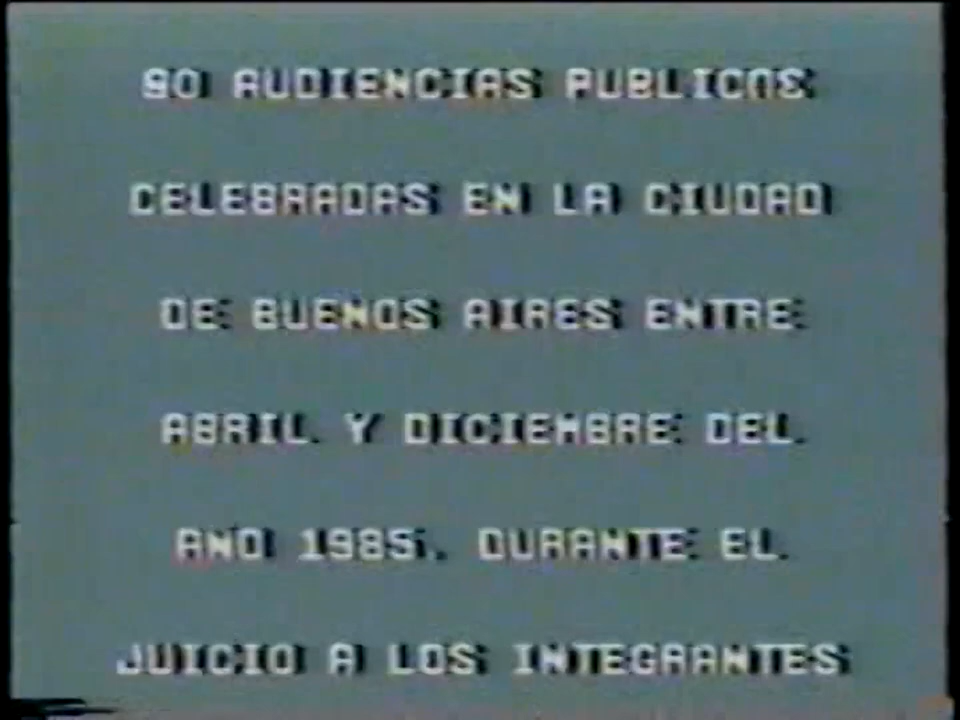 90 AUDIENCIAS PUBLICAS
CELEBRADAS EN LA CIUDAD
DE BUENOS AIRES ENTRE
ABRIL Y DICIEMBRE DEL
AÑO 1985. DURANTE EL
JUICIO A LOS INTEGRANTES